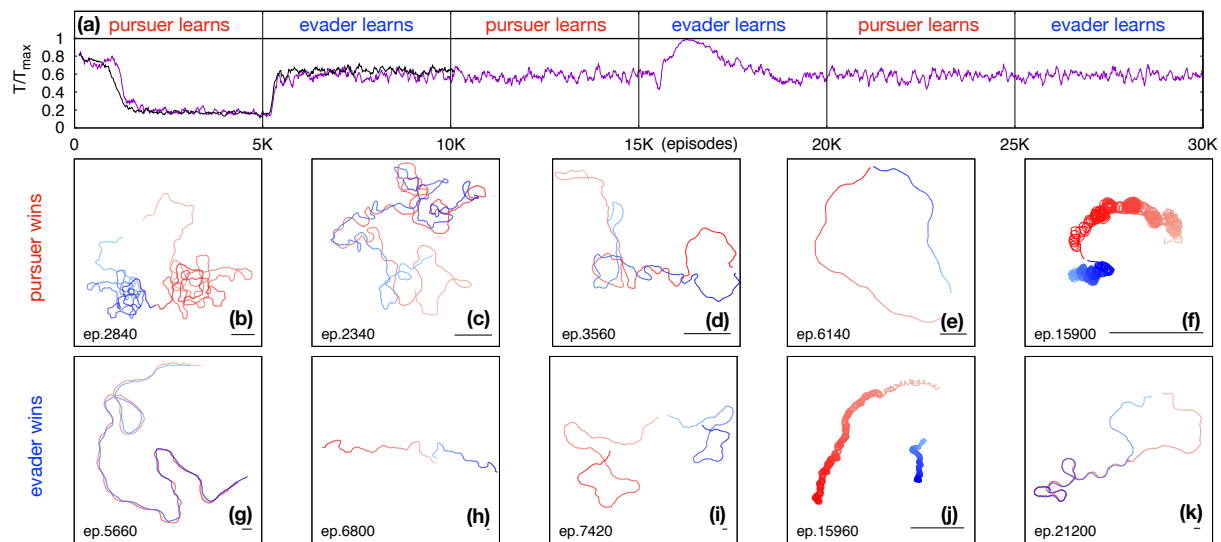 (a) pursuer learns evader learns pursuer learns evader learns pursuer learns evader learns
T/Tmax
1
0.8
0.6
0.4
0.2
0
0 5K 10K 15K (episodes) 20K 25K 30K
pursuer wins
ep.2840 (b)
ep.2340 (c)
ep.3560 (d)
ep.6140 (e)
ep.15900 (f)
evader wins
ep.5660 (g)
ep.6800 (h)
ep.7420 (i)
ep.15960 (j)
ep.21200 (k)